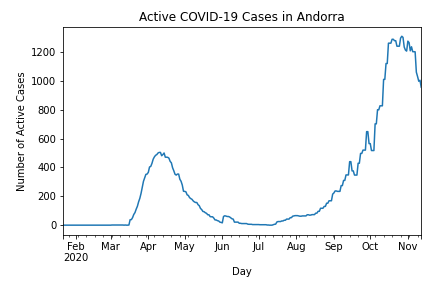 Active COVID-19 Cases in Andorra
Number of Active Cases
1200
1000
800
600
400
200
0
Feb Mar Apr May Jun Jul Aug Sep Oct Nov
2020
Day